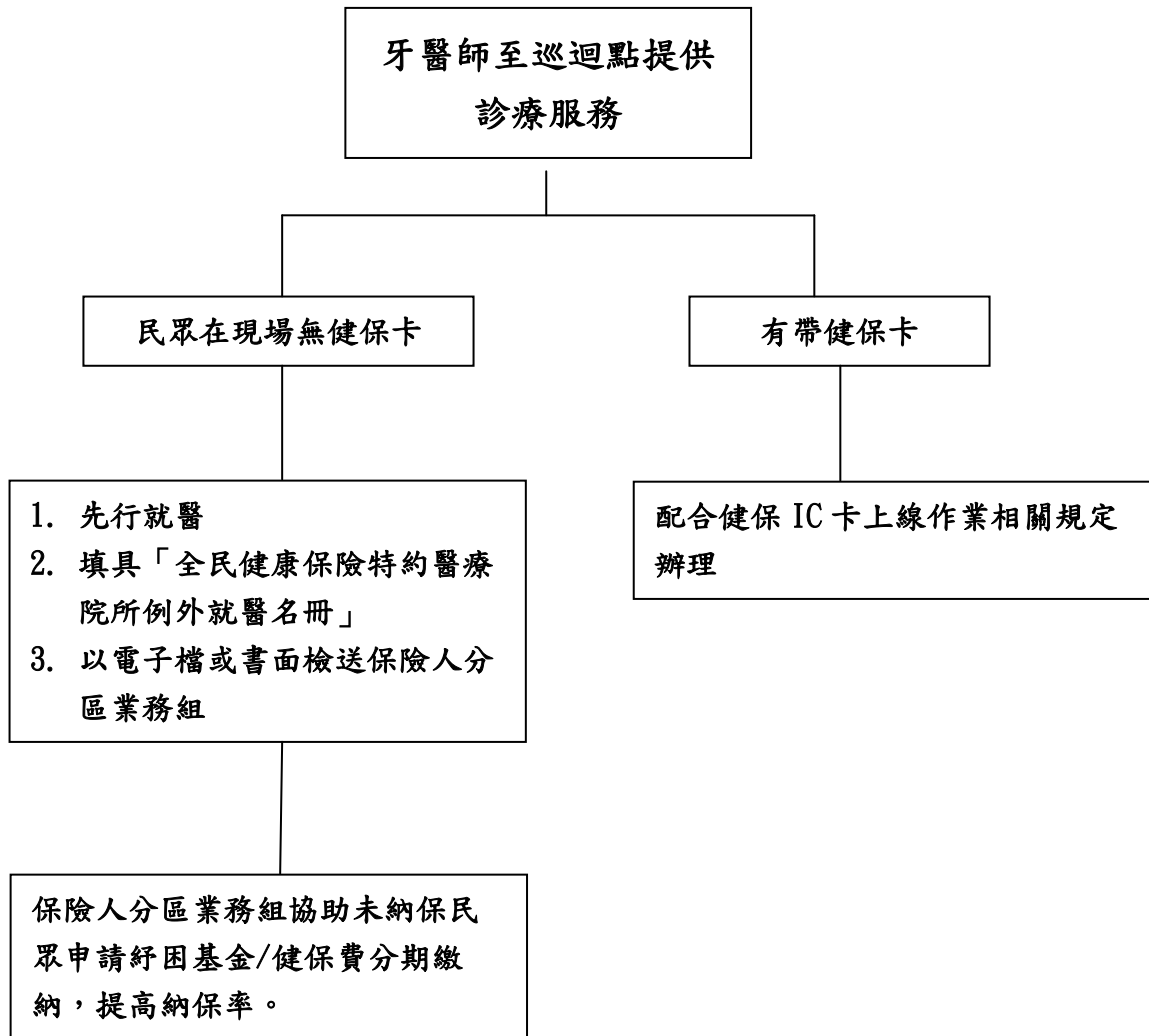 牙醫師至巡迴點提供
診療服務
民眾在現場無健保卡
有帶健保卡
1. 先行就醫
2. 填具「全民健康保險特約醫療
院所例外就醫名冊」
3. 以電子檔或書面檢送保險人分
區業務組
配合健保 IC 卡上線作業相關規定
辦理
保險人分區業務組協助未納保民
眾申請紓困基金/健保費分期繳
納，提高納保率。